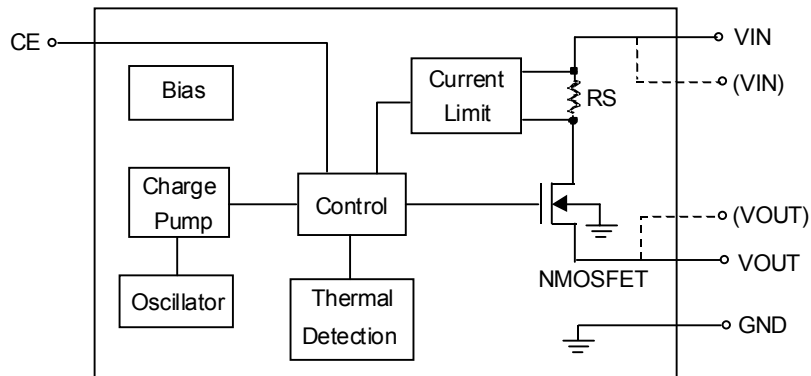 CE
VIN
(VIN)
Bias
Current
Limit
RS
Charge
Pump
Control
(VOUT)
VOUT
NMOSFET
Oscillator
Thermal
Detection
GND